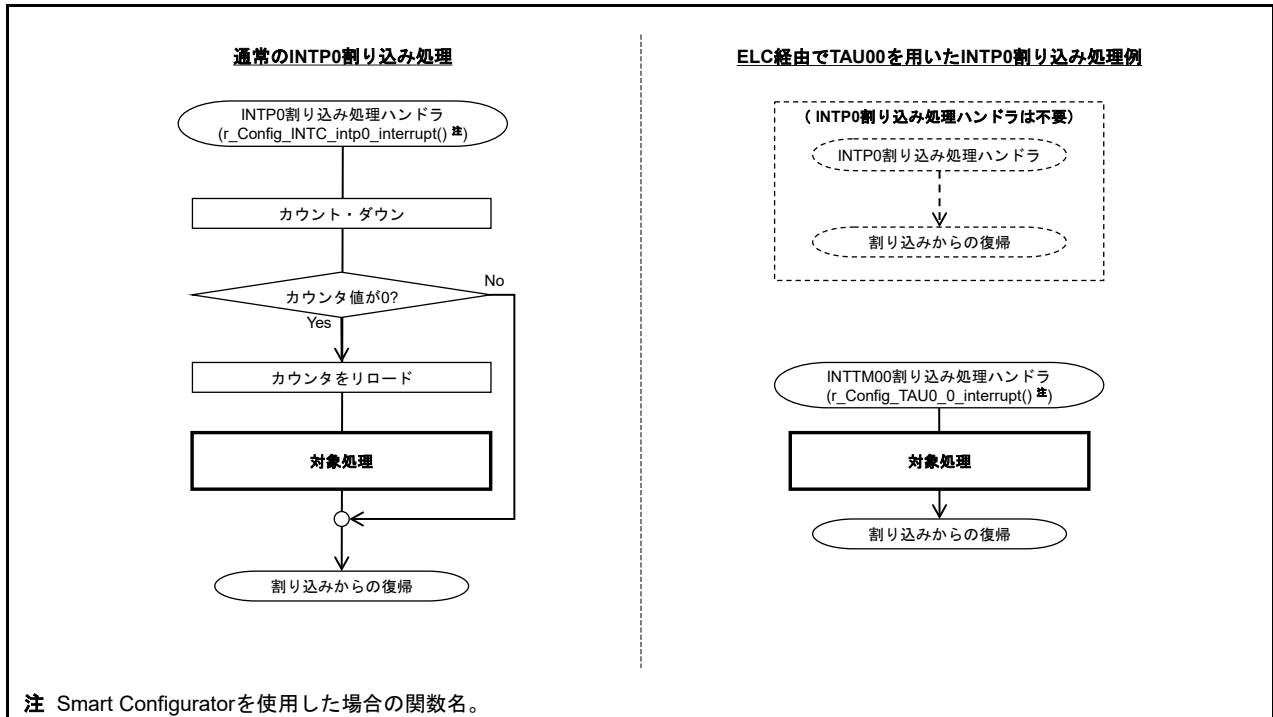 通常のINTP0割り込み処理
INTP0割り込み処理ハンドラ
(r_Config_INTC_intp0_interrupt() 注)
カウント・ダウン
カウンタ値が0?
No
Yes
カウンタをリロード
対象処理
割り込みからの復帰
ELC経由でTAU00を用いたINTP0割り込み処理例
( INTP0割り込み処理ハンドラは不要)
INTP0割り込み処理ハンドラ
割り込みからの復帰
INTTM00割り込み処理ハンドラ
(r_Config_TAU0_0_interrupt() 注)
対象処理
割り込みからの復帰
注 Smart Configuratorを使用した場合の関数名。